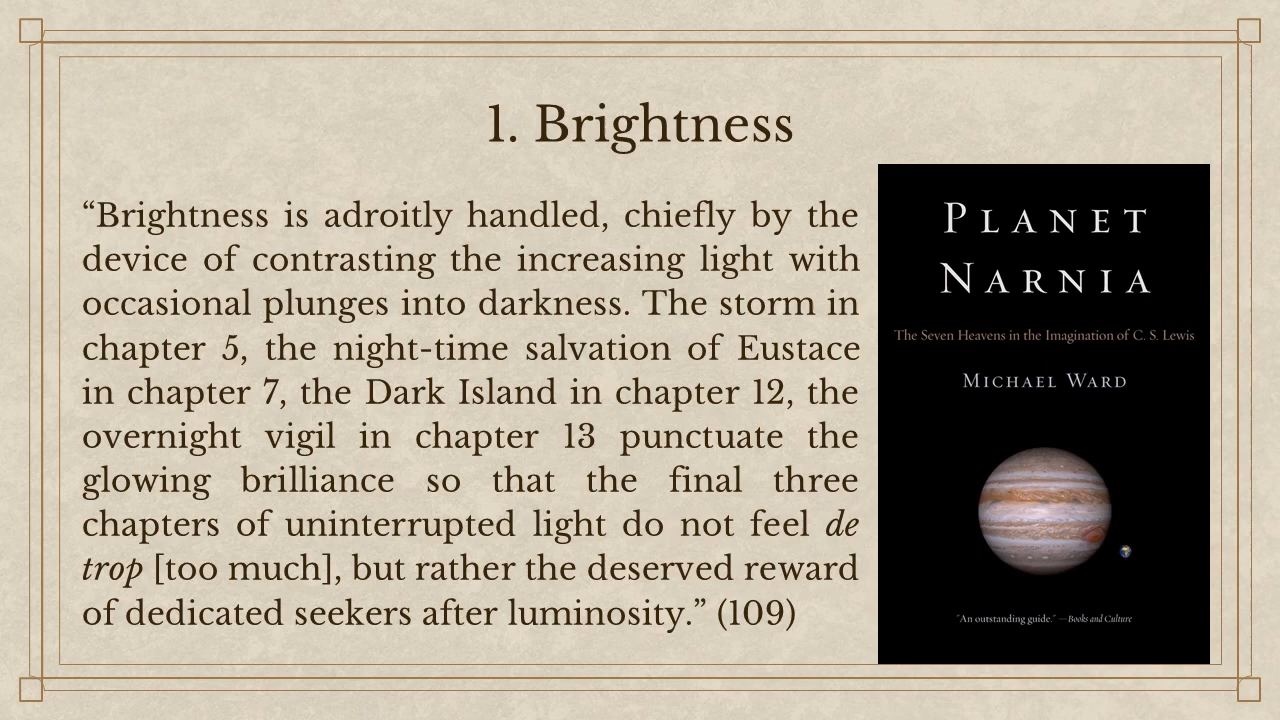 1. Brightness
“Brightness is adroitly handled, chiefly by the
device of contrasting the increasing light with
occasional plunges into darkness. The storm in
chapter 5, the night-time salvation of Eustace
in chapter 7, the Dark Island in chapter 12, the
overnight vigil in chapter 13 punctuate the
glowing brilliance so that the final three
chapters of uninterrupted light do not feel de
trop [too much], but rather the deserved reward
of dedicated seekers after luminosity.” (109)
PLANET
NARNIA
The Seven Heavens in the Imagination of C. S. Lewis
MICHAEL WARD
"An outstanding guide." —Books and Culture